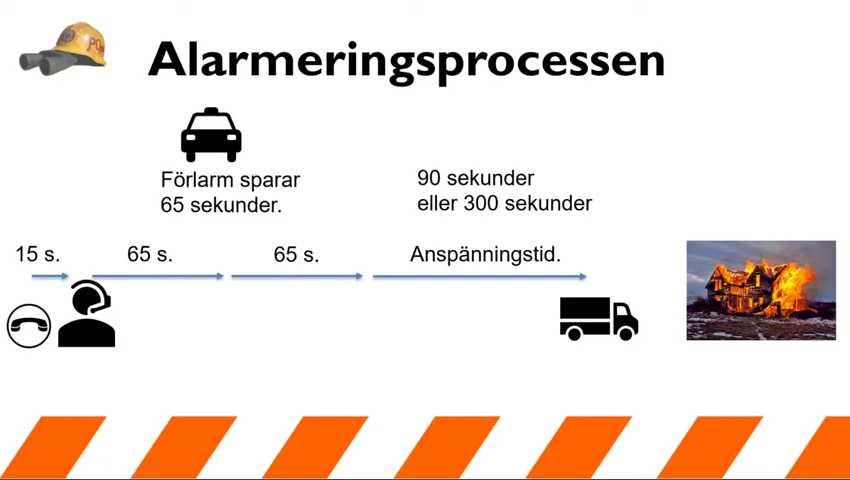 Alarmeringsprocessen
Förlarm sparar
65 sekunder.
90 sekunder
eller 300 sekunder
15 s.
65 s.
65 s.
Anspänningstid.